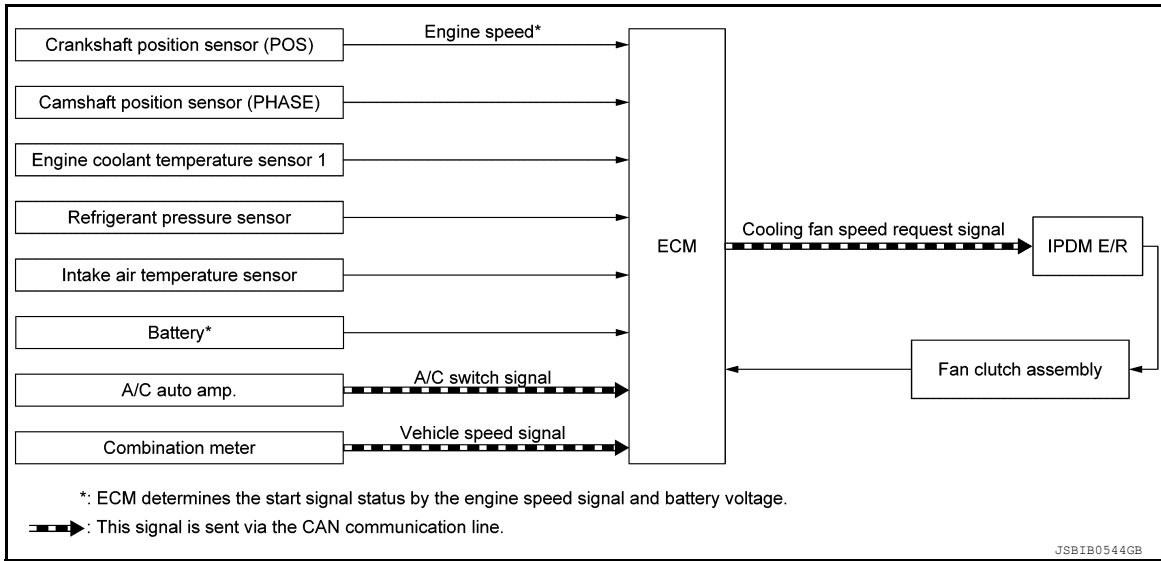 Crankshaft position sensor (POS)
Engine speed*
Camshaft position sensor (PHASE)
Engine coolant temperature sensor 1
Refrigerant pressure sensor
Intake air temperature sensor
Battery*
A/C auto amp.
A/C switch signal
Combination meter
Vehicle speed signal
ECM
Cooling fan speed request signal
IPDM E/R
Fan clutch assembly
*: ECM determines the start signal status by the engine speed signal and battery voltage.
: This signal is sent via the CAN communication line.
JSBIB0544GB